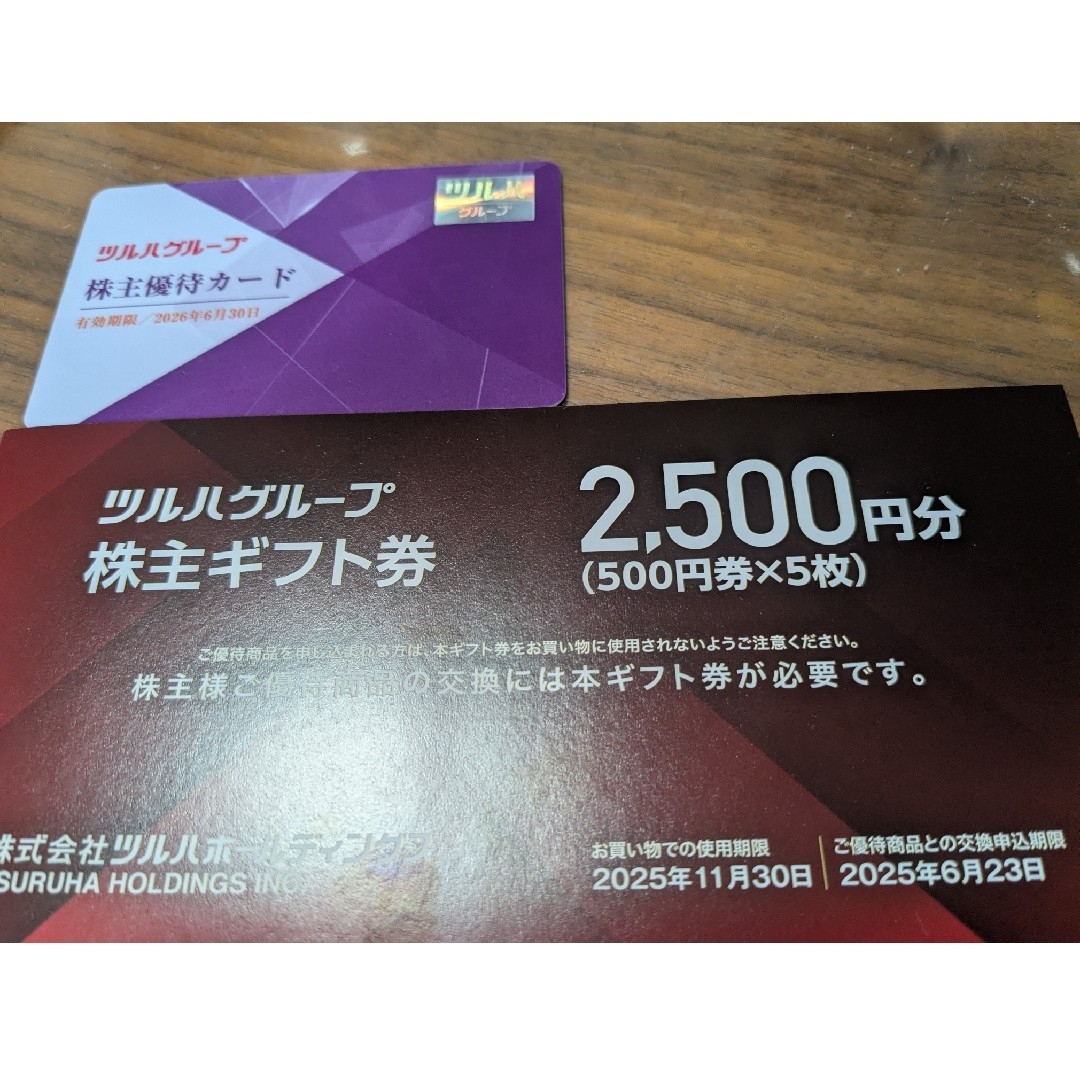 ツルハ
グループ
ツルハグループ
株主優待カード
有効期限/2026年6月30日
ツルハグループ
株主ギフト券
2,500円分
(500円券×5枚)
ご優待商品を申 方は、本ギフト券をお買い物に使用されないようご注意ください。
株主様ご優待商品の交換には本ギフト券が必要です。
株式会社ツルハホールディングス
SURUHA HOLDINGS INC
お買い物での使用期限
2025年11月30日
ご優待商品との交換申込期限
2025年6月23日